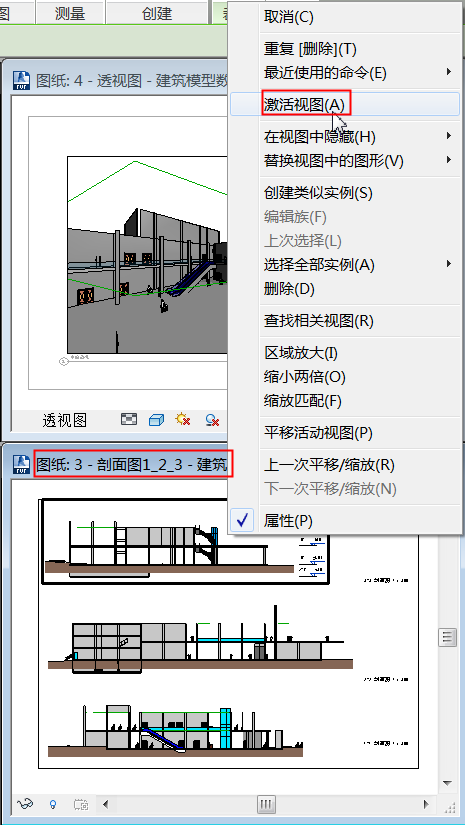 图
测量
创建
图纸: 4 - 透视图 - 建筑模型数
透视图
图纸: 3 - 剖面图1_2_3 - 建筑
取消(C)
重复 [删除](T)
最近使用的命令(E)
激活视图(A)
在视图中隐藏(H)
替换视图中的图形(V)
创建类似实例(S)
编辑族(F)
上次选择(L)
选择全部实例(A)
删除(D)
查找相关视图(R)
区域放大(I)
缩小两倍(O)
缩放匹配(F)
平移活动视图(P)
上一次平移/缩放(R)
下一次平移/缩放(N)
属性(P)